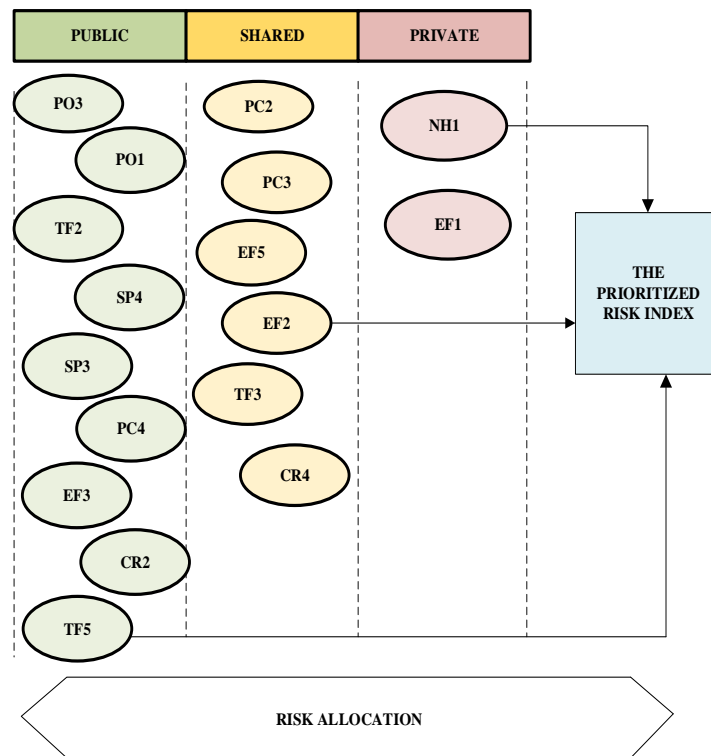 PUBLIC
SHARED
PRIVATE
PO3
PO1
TF2
SP4
SP3
PC4
EF3
CR2
TF5
PC2
PC3
EF5
EF2
TF3
CR4
NH1
EF1
THE
PRIORITIZED
RISK INDEX
RISK ALLOCATION